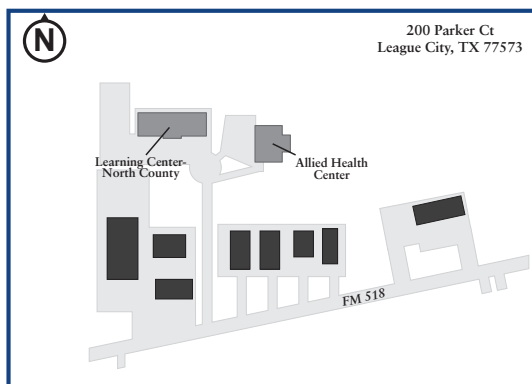 N
200 Parker Ct
League City, TX 77573
Learning Center-
North County
Allied Health
Center
FM 518